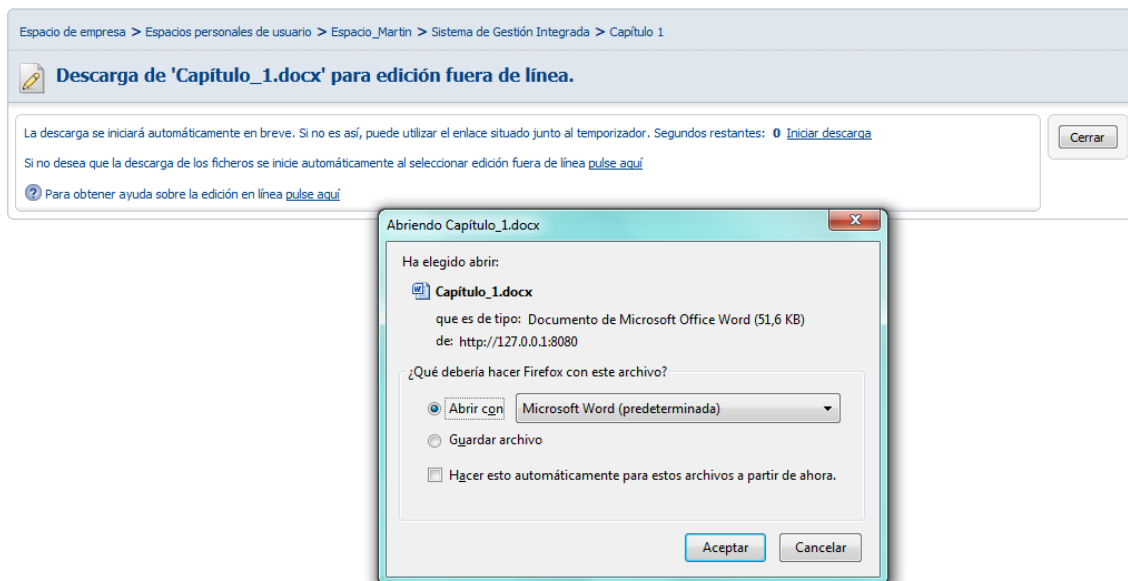 Espacio de empresa > Espacios personales de usuario > Espacio_Martin > Sistema de Gestión Integrada > Capítulo 1
Descarga de 'Capítulo_1.docx' para edición fuera de línea.
La descarga se iniciará automáticamente en breve. Si no es así, puede utilizar el enlace situado junto al temporizador. Segundos restantes: 0 Iniciar descarga
Cerrar
Si no desea que la descarga de los ficheros se inicie automáticamente al seleccionar edición fuera de línea pulse aquí
? Para obtener ayuda sobre la edición en línea pulse aquí
Abriendo Capítulo_1.docx
Ha elegido abrir:
Capítulo_1.docx
que es de tipo: Documento de Microsoft Office Word (51,6 KB)
de: http://127.0.0.1:8080
¿Qué debería hacer Firefox con este archivo?
Abrir con Microsoft Word (predeterminada)
Guardar archivo
Hacer esto automáticamente para estos archivos a partir de ahora.
Aceptar Cancelar